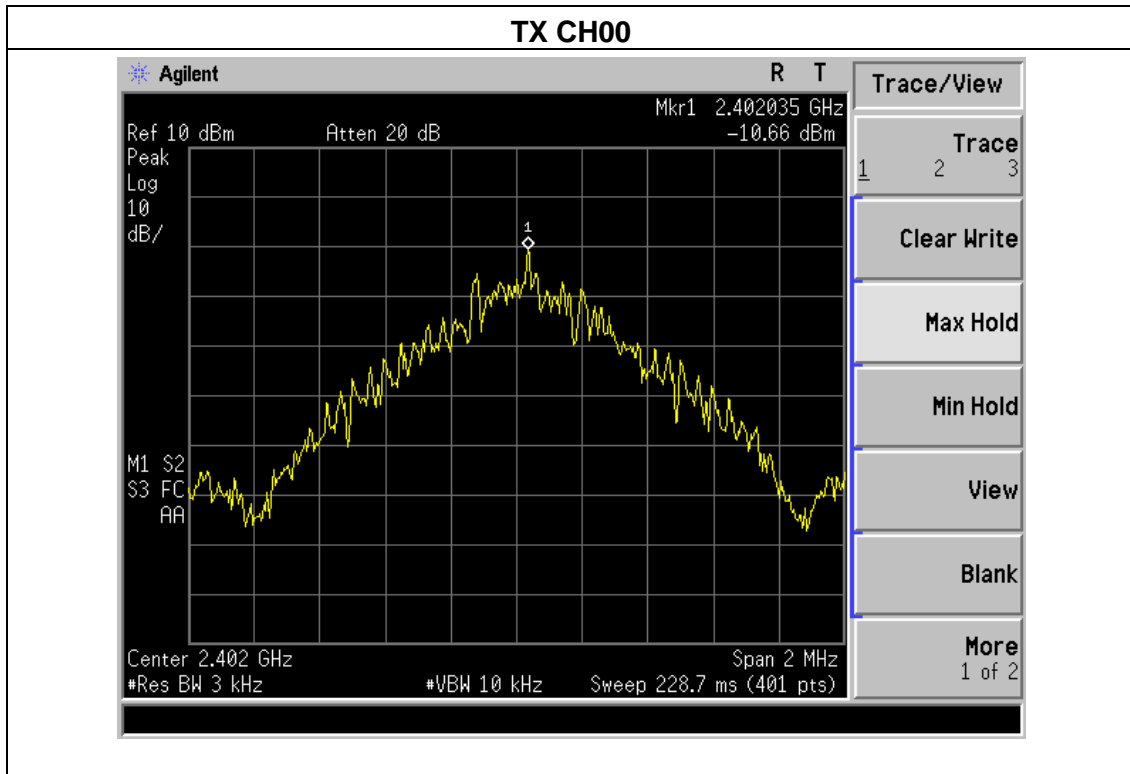 TX CH00
Agilent R T
Mkr1 2.402035 GHz
Ref 10 dBm Atten 20 dB -10.66 dBm
Peak
Log
10
dB/
1
M1 S2
S3 FC
AA
Center 2.402 GHz Span 2 MHz
#Res BW 3 kHz #VBW 10 kHz Sweep 228.7 ms (401 pts)
Trace/View
Trace
1 2 3
Clear Write
Max Hold
Min Hold
View
Blank
More
1 of 2